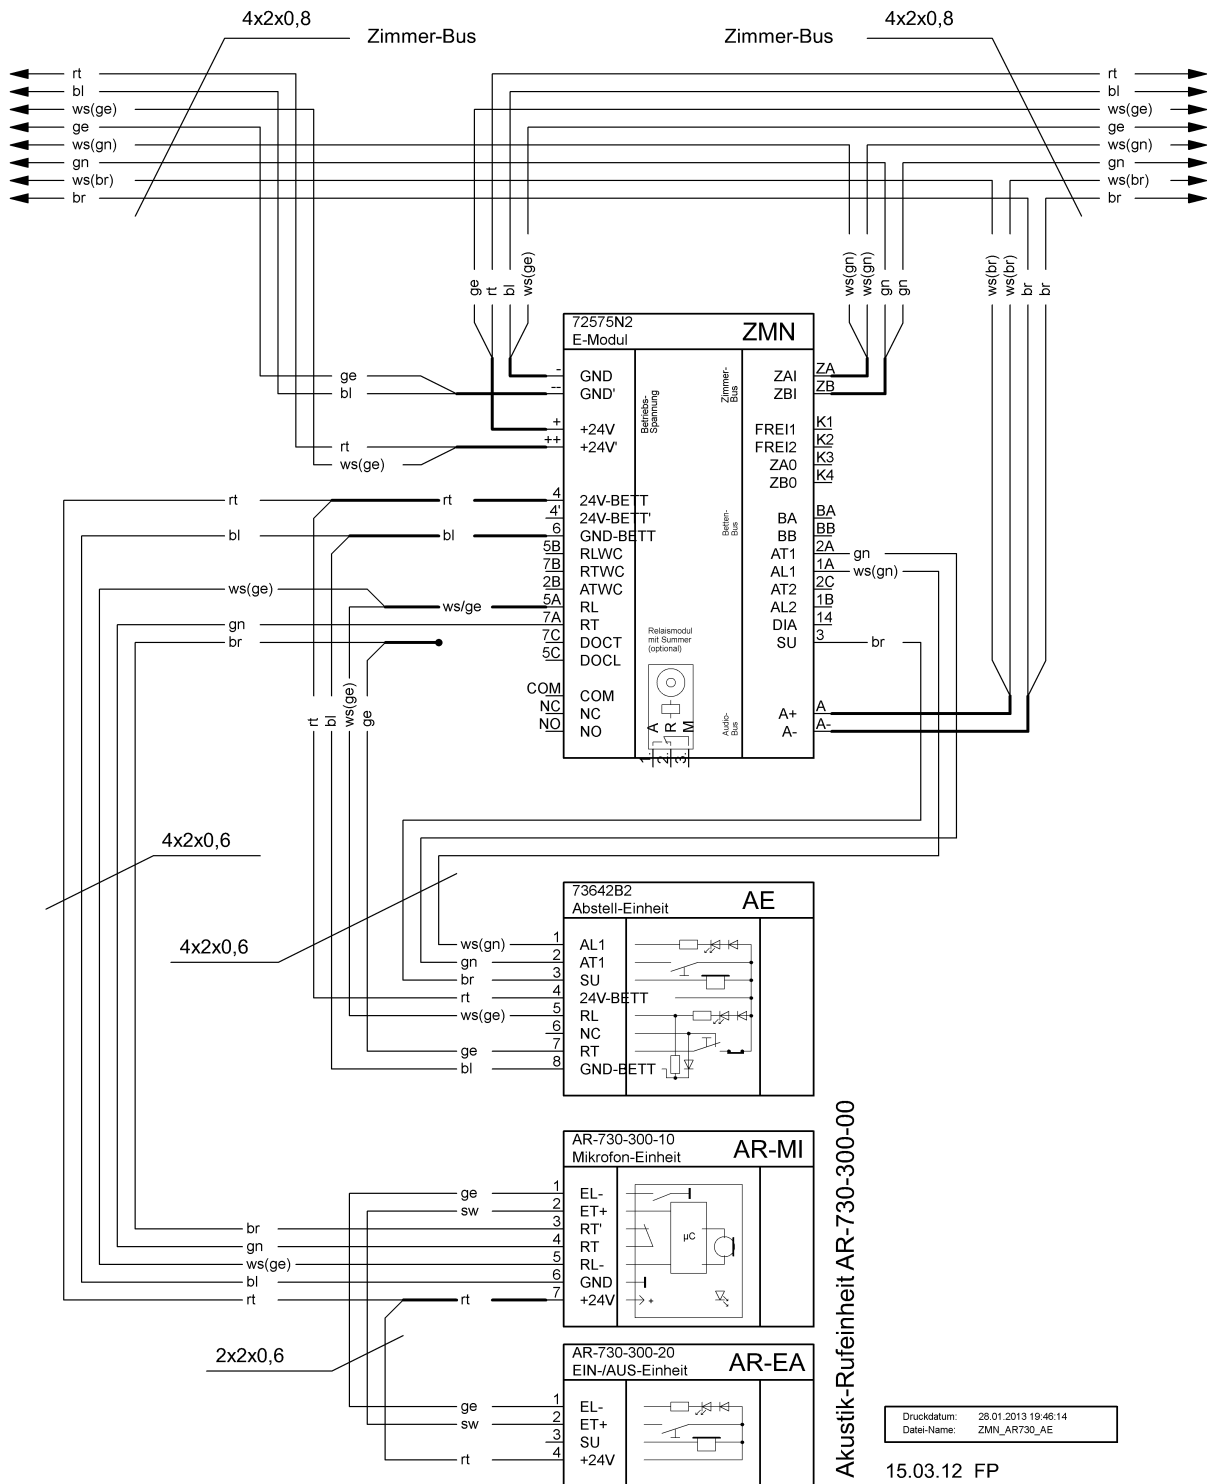 4x2x0,8
Zimmer-Bus
Zimmer-Bus
4x2x0,8
rt
bl
ws(ge)
ge
ws(gn)
gn
ws(br)
br
rt
bl
ws(ge)
ge
ws(gn)
gn
ws(br)
br
ge
rt
bl
ws(ge)
ws(gn)
ws(gn)
gn
gn
ws(br)
ws(br)
br
br
72575N2
E-Modul
ZMN
ge
bl
rt
ws(ge)
- GND
-- GND'
+ +24V
++ +24V'
4 24V-BETT
4' 24V-BETT'
6 GND-BETT
5B RLWC
7B RTWC
2B ATWC
5A RL
7A RT
7C DOCT
5C DOCL
COM COM
NC NC
NO NO
Betriebs-
Spannung
Zimmer-
Bus
Betten-
Bus
Audio-
Bus
Relaismodul
mit Summer
(optional)
A
R
M
1.
2.
3.
ZAI ZA
ZBI ZB
FREI1 K1
FREI2 K2
ZA0 K3
ZB0 K4
BA BA
BB BB
AT1 2A gn
AL1 1A ws(gn)
AT2 2C
AL2 1B
DIA 14
SU 3 br
A+ A
A- A-
rt
rt
bl
bl
ws(ge)
ws/ge
gn
br
rt
bl
ws(ge)
ge
4x2x0,6
4x2x0,6
73642B2
Abstell-Einheit
AE
ws(gn) 1 AL1
gn 2 AT1
br 3 SU
rt 4 24V-BETT
ws(ge) 5 RL
6 NC
ge 7 RT
bl 8 GND-BETT
AR-730-300-10
Mikrofon-Einheit
AR-MI
ge 1 EL-
sw 2 ET+
br 3 RT'
gn 4 RT
ws(ge) 5 RL-
bl 6 GND
rt rt 7 +24V
µC
+
2x2x0,6
AR-730-300-20
EIN-/AUS-Einheit
AR-EA
ge 1 EL-
sw 2 ET+
3 SU
rt 4 +24V
Akustik-Rufeinheit AR-730-300-00
Druckdatum: 28.01.2013 19:46:14
Datei-Name: ZMN_AR730_AE
15.03.12 FP